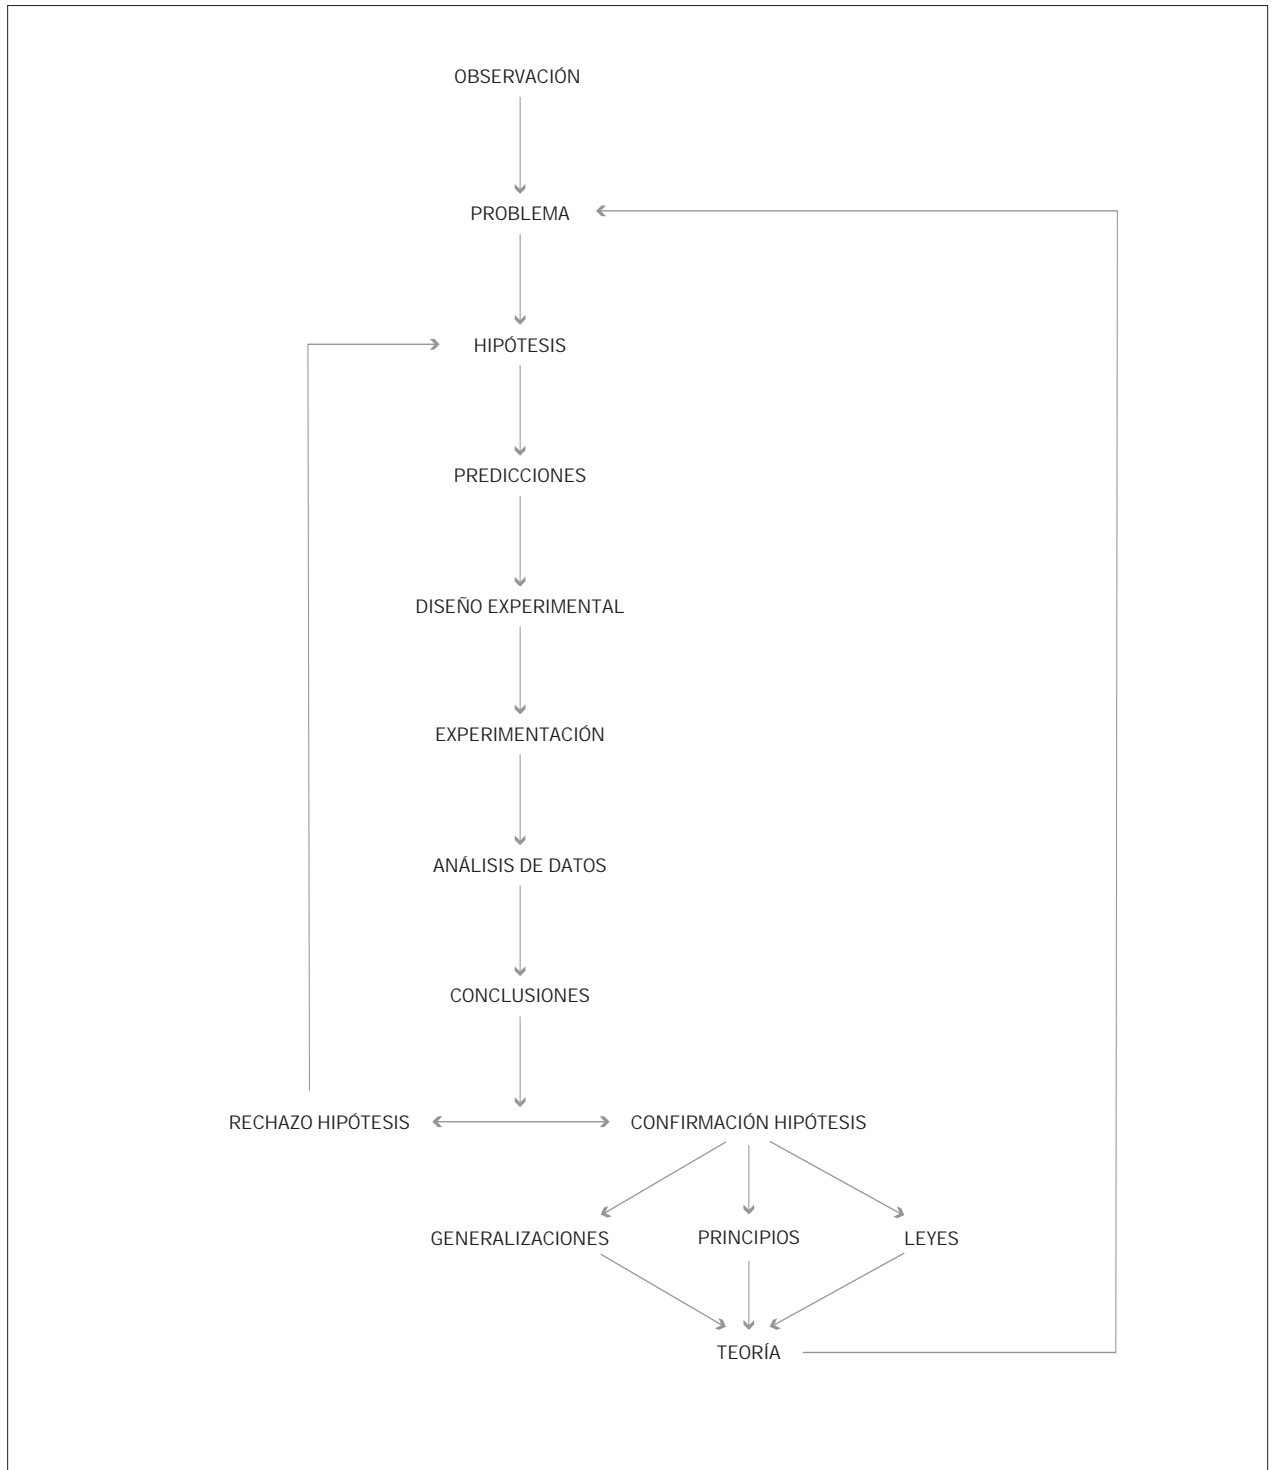 OBSERVACIÓN
PROBLEMA
HIPÓTESIS
PREDICCIONES
DISEÑO EXPERIMENTAL
EXPERIMENTACIÓN
ANÁLISIS DE DATOS
CONCLUSIONES
RECHAZO HIPÓTESIS
CONFIRMACIÓN HIPÓTESIS
GENERALIZACIONES
PRINCIPIOS
LEYES
TEORÍA